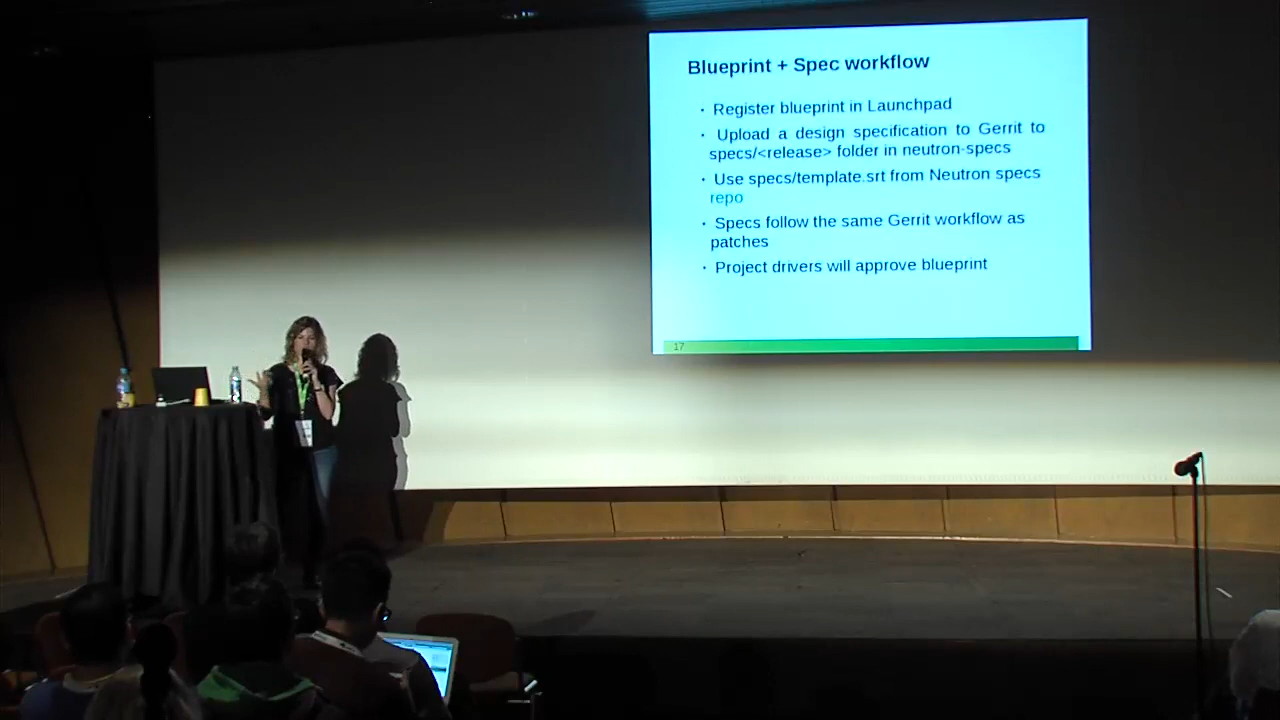 Blueprint + Spec workflow
· Register blueprint in Launchpad
· Upload a design specification to Gerrit to
specs/<release> folder in neutron-specs
· Use specs/template.srt from Neutron specs
repo
· Specs follow the same Gerrit workflow as
patches
· Project drivers will approve blueprint
17